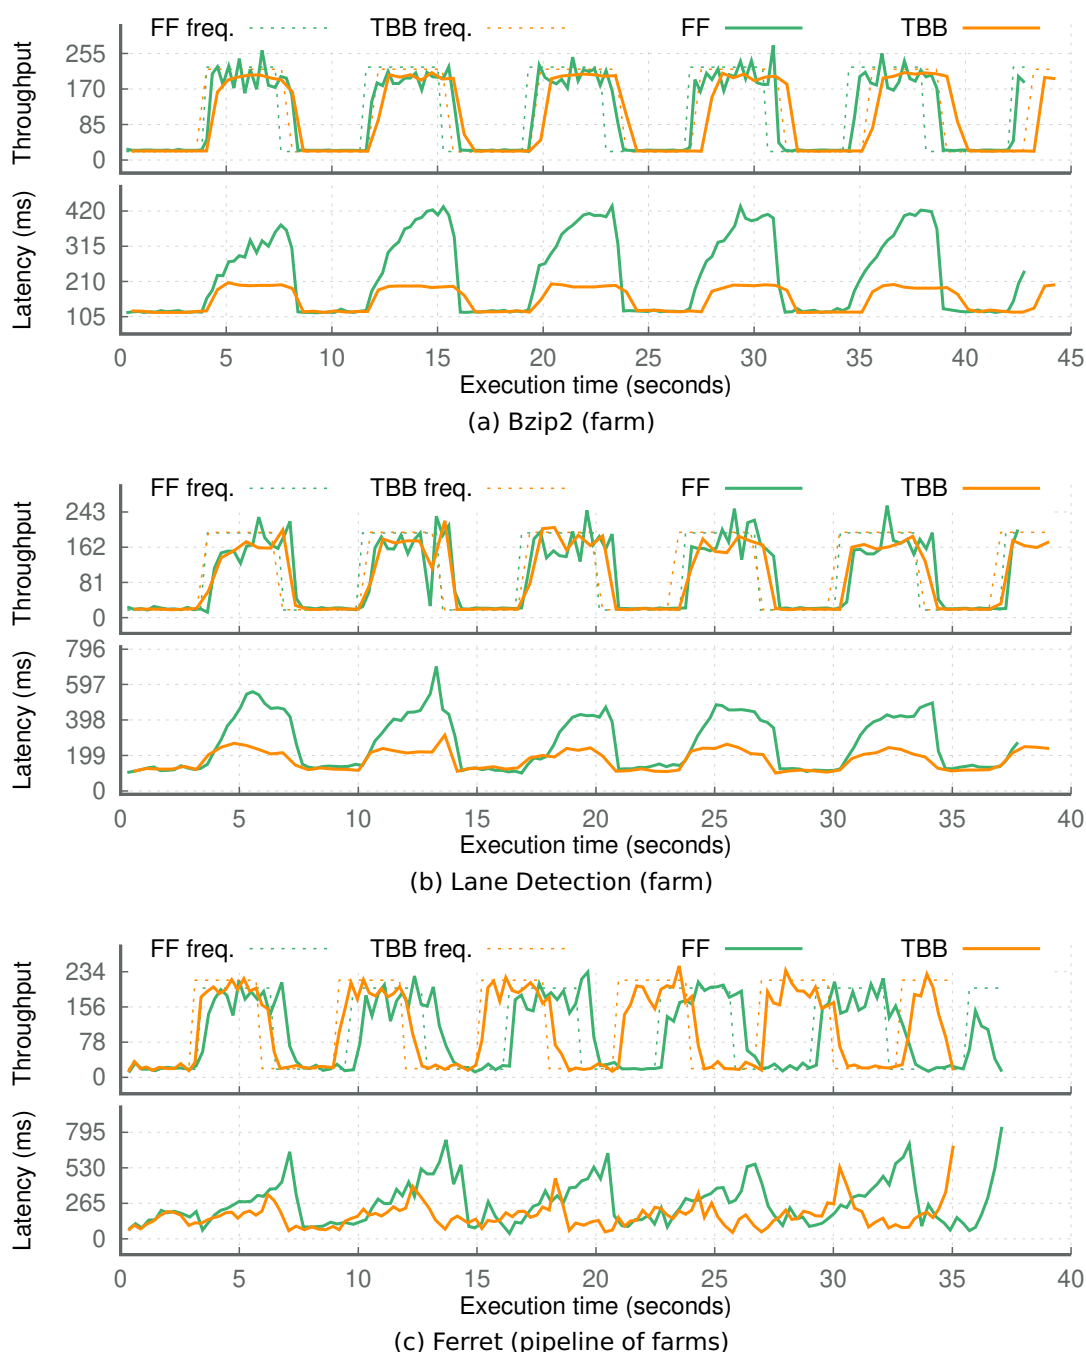 FF freq. TBB freq. FF TBB
Throughput
255
170
85
0
Latency (ms)
420
315
210
105
0 5 10 15 20 25 30 35 40 45
Execution time (seconds)
(a) Bzip2 (farm)
FF freq. TBB freq. FF TBB
Throughput
243
162
81
0
Latency (ms)
796
597
398
199
0
0 5 10 15 20 25 30 35 40
Execution time (seconds)
(b) Lane Detection (farm)
FF freq. TBB freq. FF TBB
Throughput
234
156
78
0
Latency (ms)
795
530
265
0
0 5 10 15 20 25 30 35 40
Execution time (seconds)
(c) Ferret (pipeline of farms)